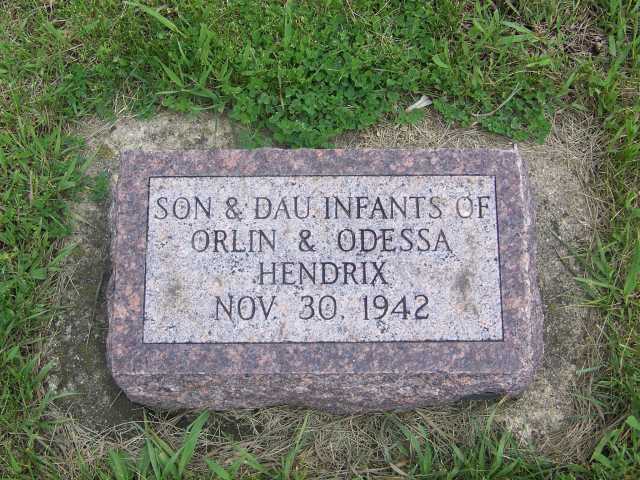 SON & DAU. INFANTS OF
ORLIN & ODESSA
HENDRIX
NOV. 30, 1942